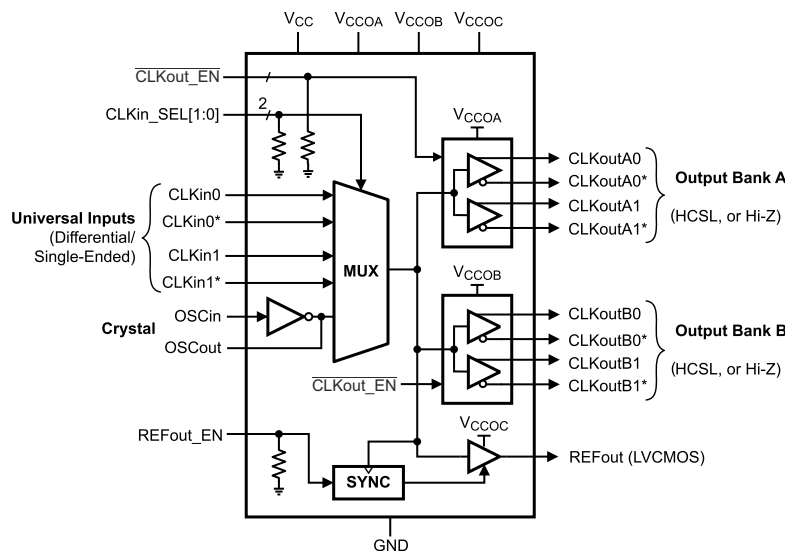 VCC VCCOA VCCOB VCCOC
CLKout_EN
CLKin_SEL[1:0] 2
VCCOA
CLKoutA0
CLKoutA0*
CLKoutA1
CLKoutA1*
Output Bank A
(HCSL, or Hi-Z)
Universal Inputs
(Differential/
Single-Ended)
CLKin0
CLKin0*
CLKin1
CLKin1*
MUX
Crystal
OSCin
OSCout
VCCOB
CLKoutB0
CLKoutB0*
CLKoutB1
CLKoutB1*
Output Bank B
(HCSL, or Hi-Z)
CLKout_EN
REFout_EN
VCCOC
SYNC
REFout (LVCMOS)
GND